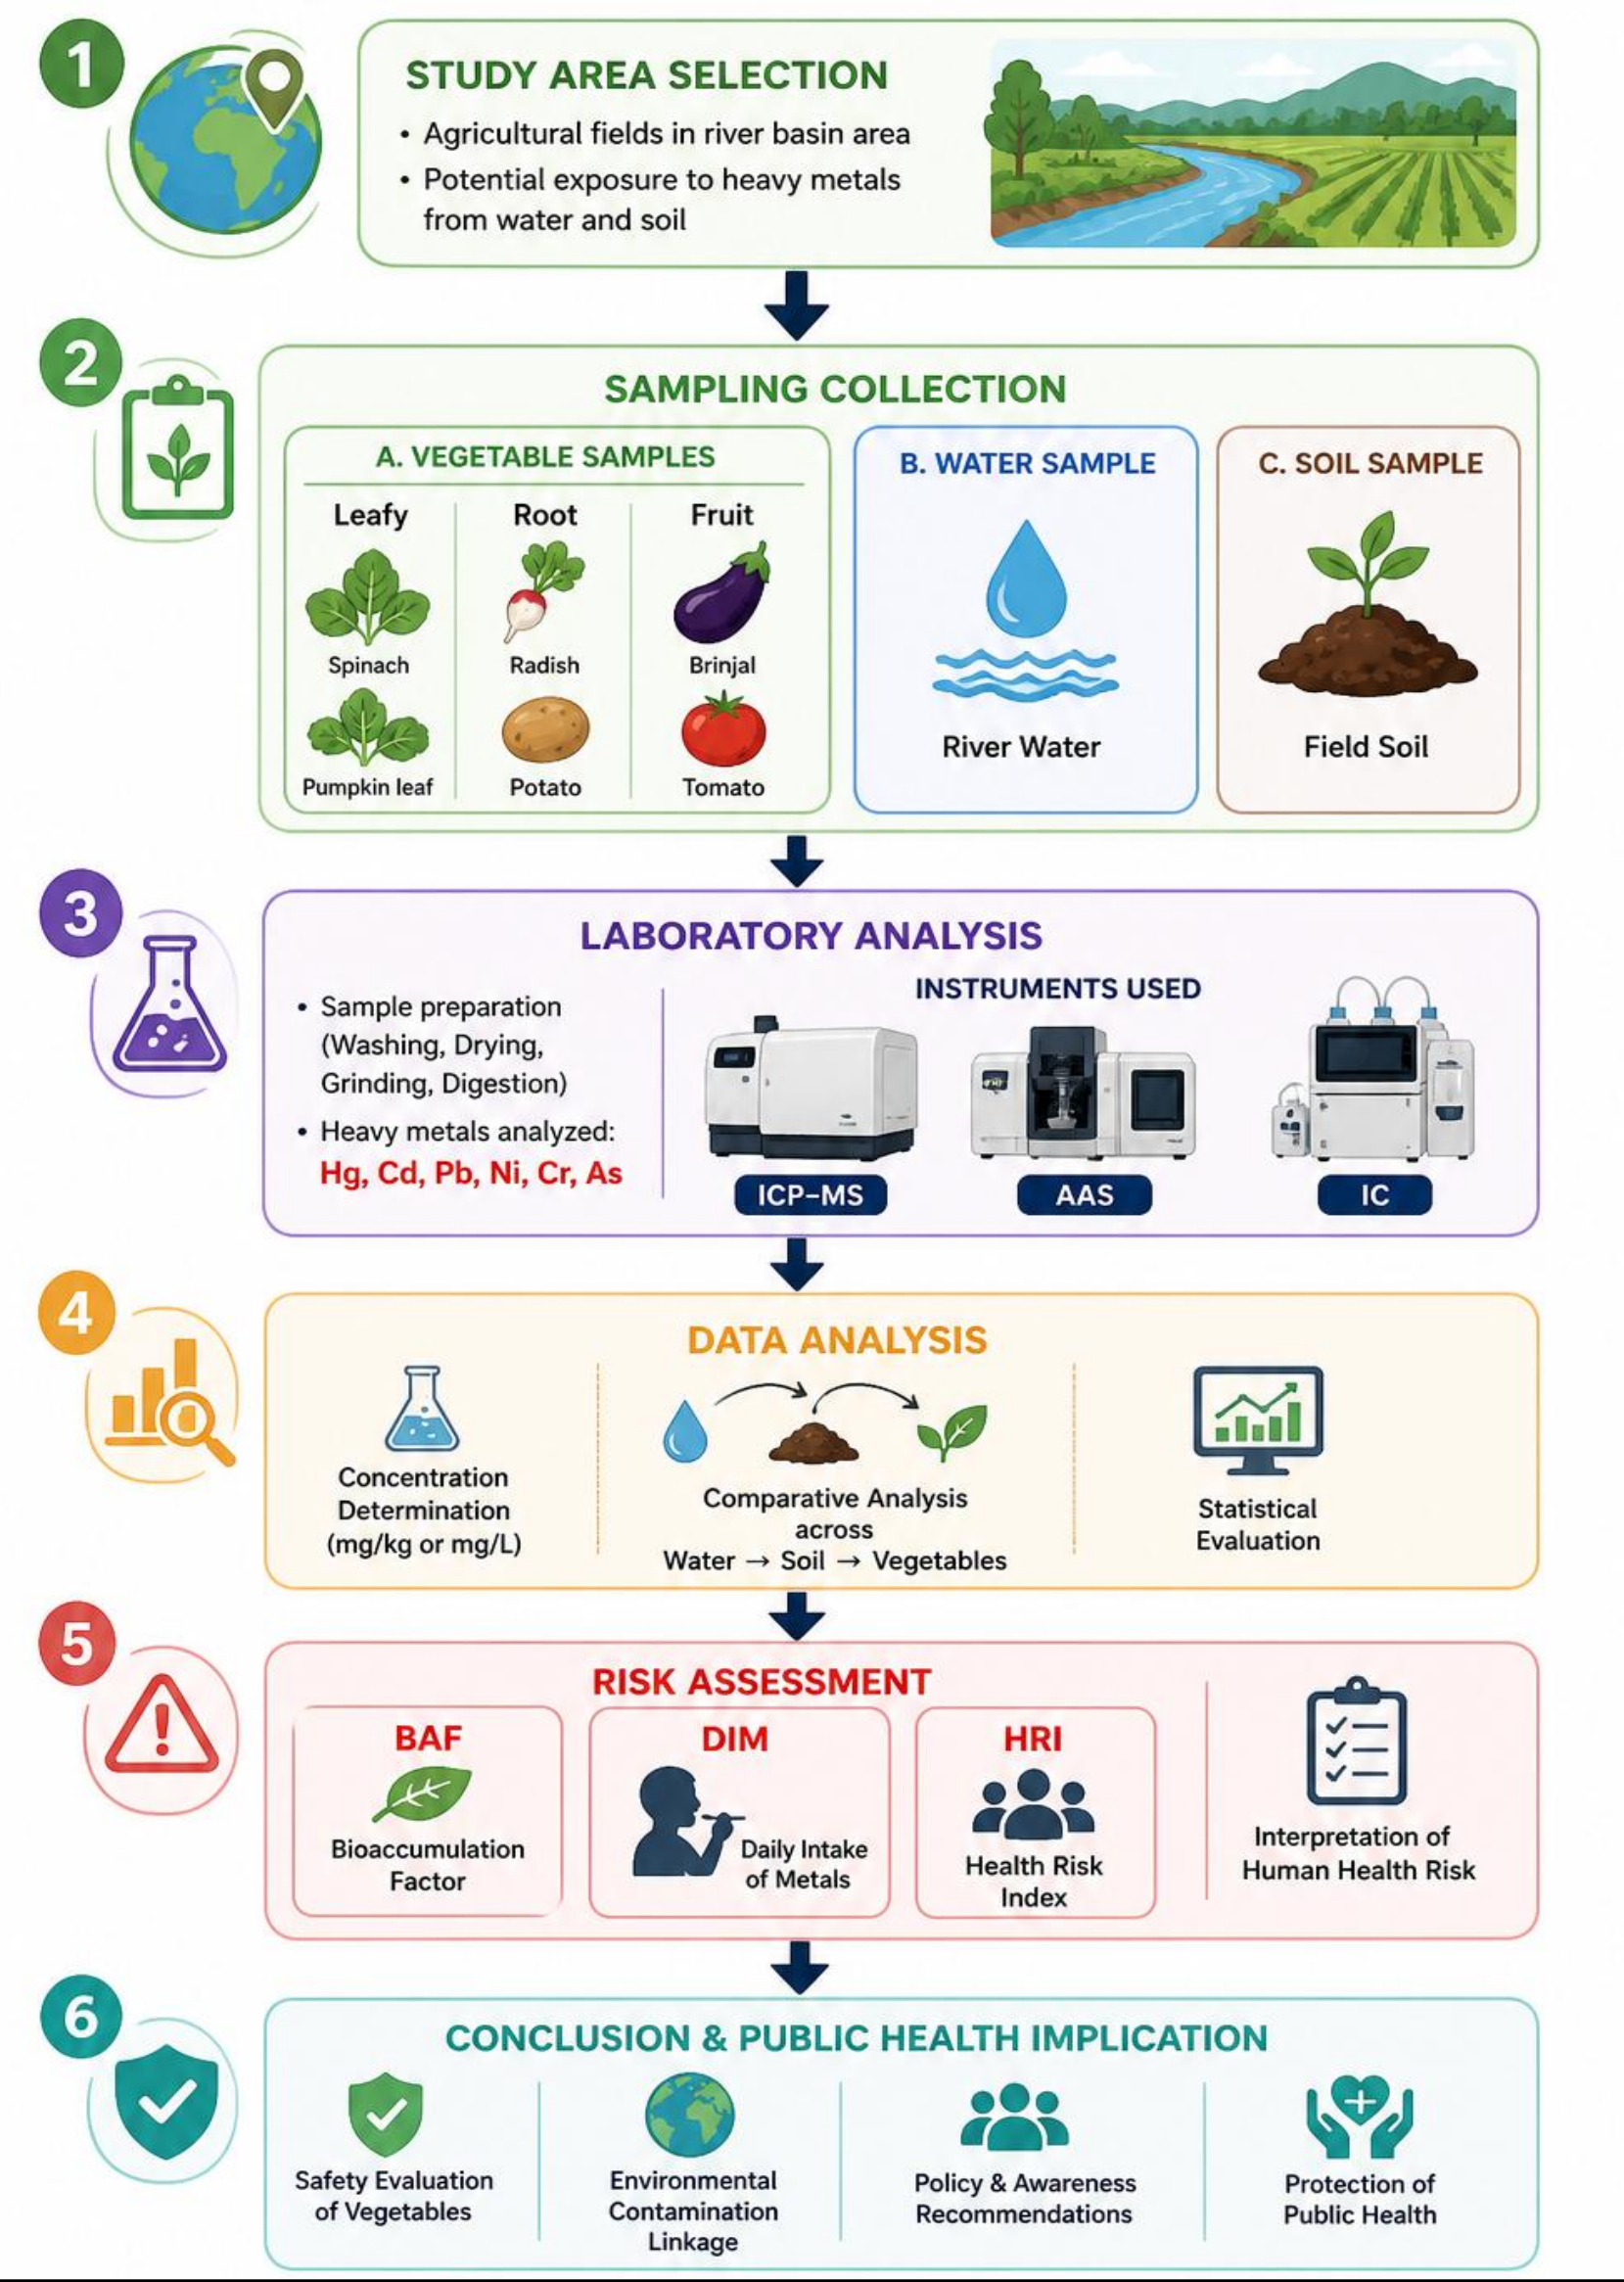 1
STUDY AREA SELECTION
• Agricultural fields in river basin area
• Potential exposure to heavy metals
from water and soil
2
SAMPLING COLLECTION
A. VEGETABLE SAMPLES
Leafy
Root
Fruit
Spinach
Radish
Brinjal
Pumpkin leaf
Potato
Tomato
B. WATER SAMPLE
River Water
C. SOIL SAMPLE
Field Soil
3
LABORATORY ANALYSIS
• Sample preparation
(Washing, Drying,
Grinding, Digestion)
• Heavy metals analyzed:
Hg, Cd, Pb, Ni, Cr, As
INSTRUMENTS USED
ICP-MS
AAS
IC
4
DATA ANALYSIS
Concentration
Determination
(mg/kg or mg/L)
Comparative Analysis
across
Water → Soil → Vegetables
Statistical
Evaluation
5
RISK ASSESSMENT
BAF
Bioaccumulation
Factor
DIM
Daily Intake
of Metals
HRI
Health Risk
Index
Interpretation of
Human Health Risk
6
CONCLUSION & PUBLIC HEALTH IMPLICATION
Safety Evaluation
of Vegetables
Environmental
Contamination
Linkage
Policy & Awareness
Recommendations
Protection of
Public Health